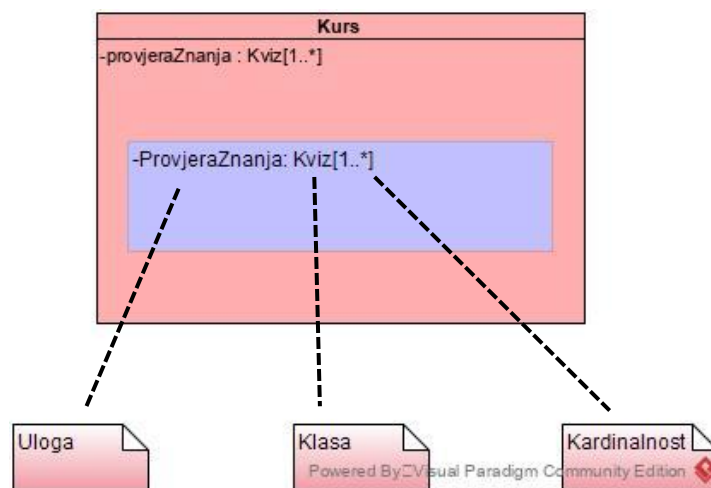 Kurs
-provjeraZnanja : Kviz[1..*]
-ProvjeraZnanja: Kviz[1..*]
Uloga
Klasa
Kardinalnost
Powered By Visual Paradigm Community Edition